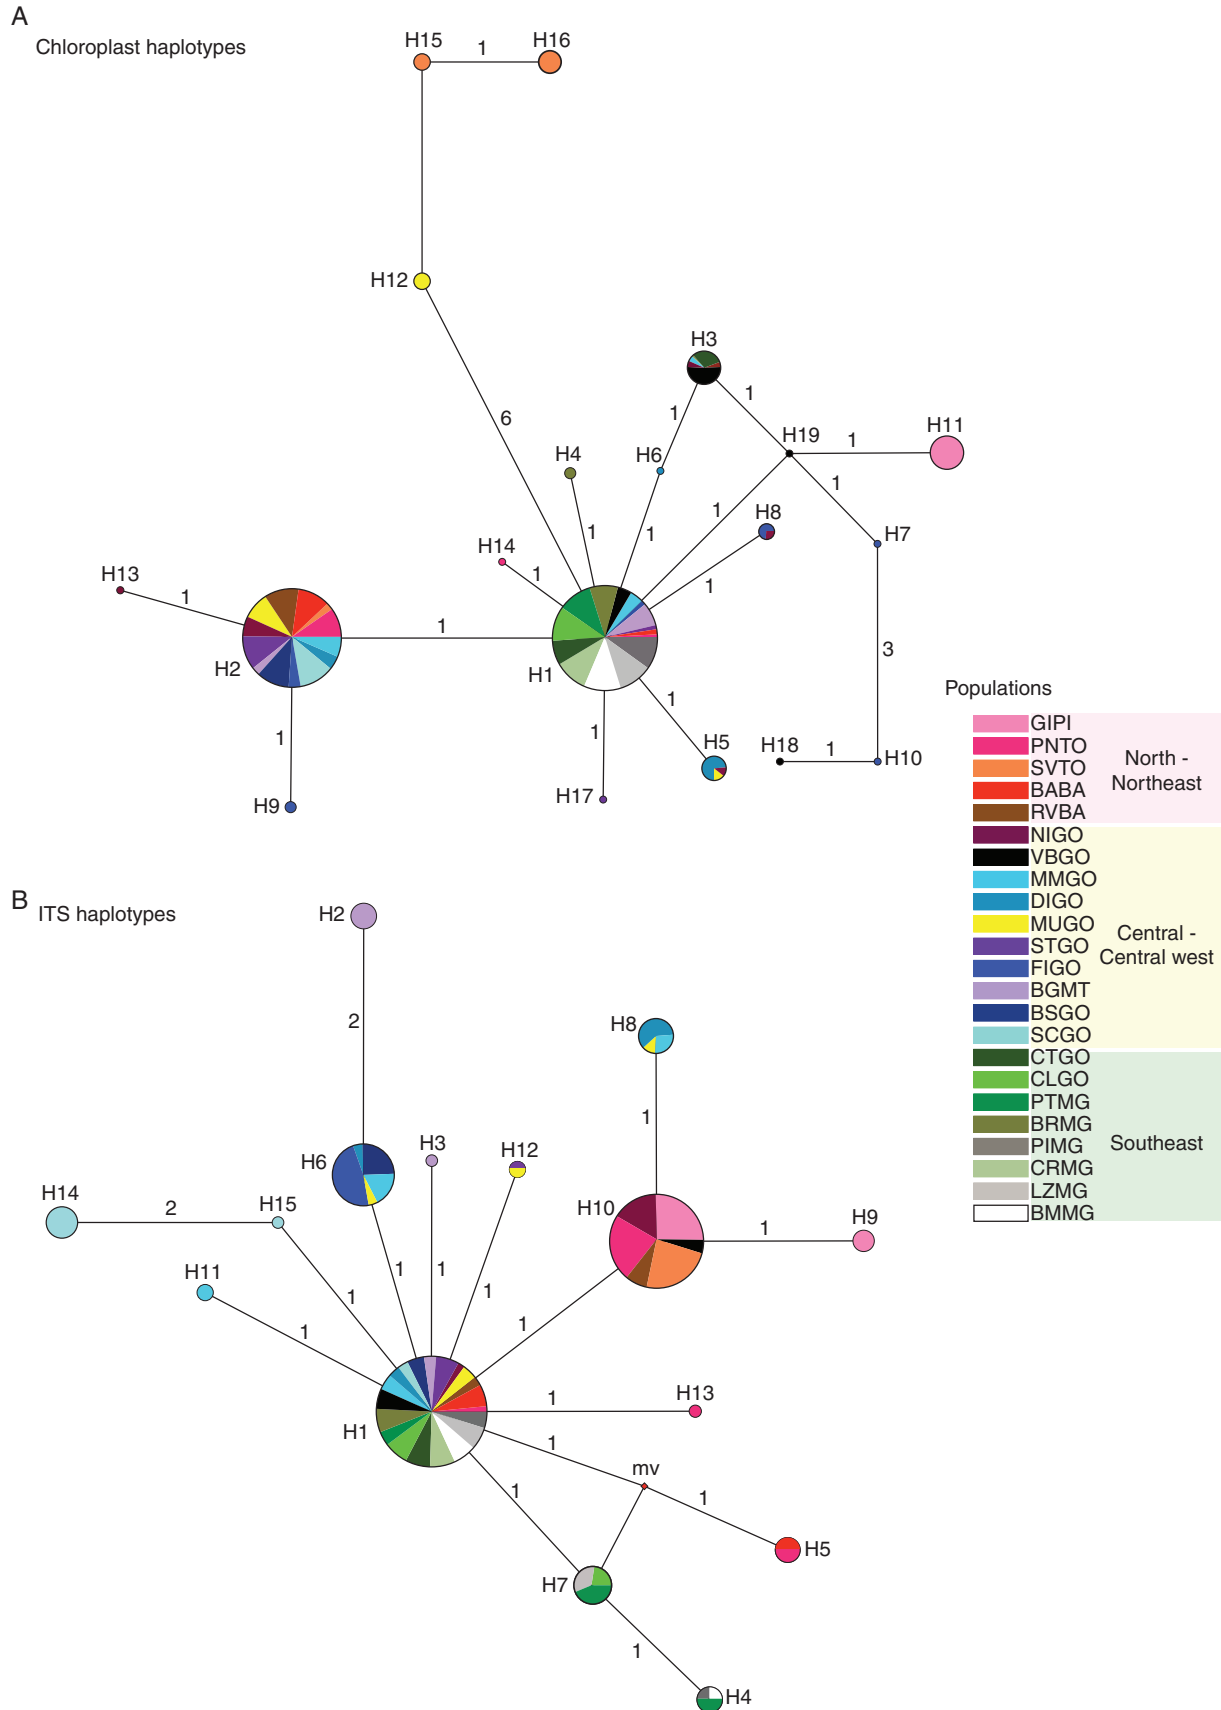 A
Chloroplast haplotypes
H15
1
H16
H12
6
H3
1
1
H19
1
H11
H4
H6
1
1
H8
H7
1
1
1
H14
1
H13
1
1
3
H2
H1
1
1
H5
H18
1
H10
1
H9
H17
Populations
GIPI
PNTO
SVTO
BABA
RVBA
North -
Northeast
NIGO
VBGO
MMGO
DIGO
MUGO
STGO
FIGO
BGMT
BSGO
SCGO
Central -
Central west
CTGO
CLGO
PTMG
BRMG
PIMG
CRMG
LZMG
BMMG
Southeast
B
ITS haplotypes
H2
2
H8
1
H6
H3
H12
H14
2
H15
H10
1
H9
H11
1
1
1
1
1
1
H13
1
H1
1
mv
1
1
H5
H7
1
H4